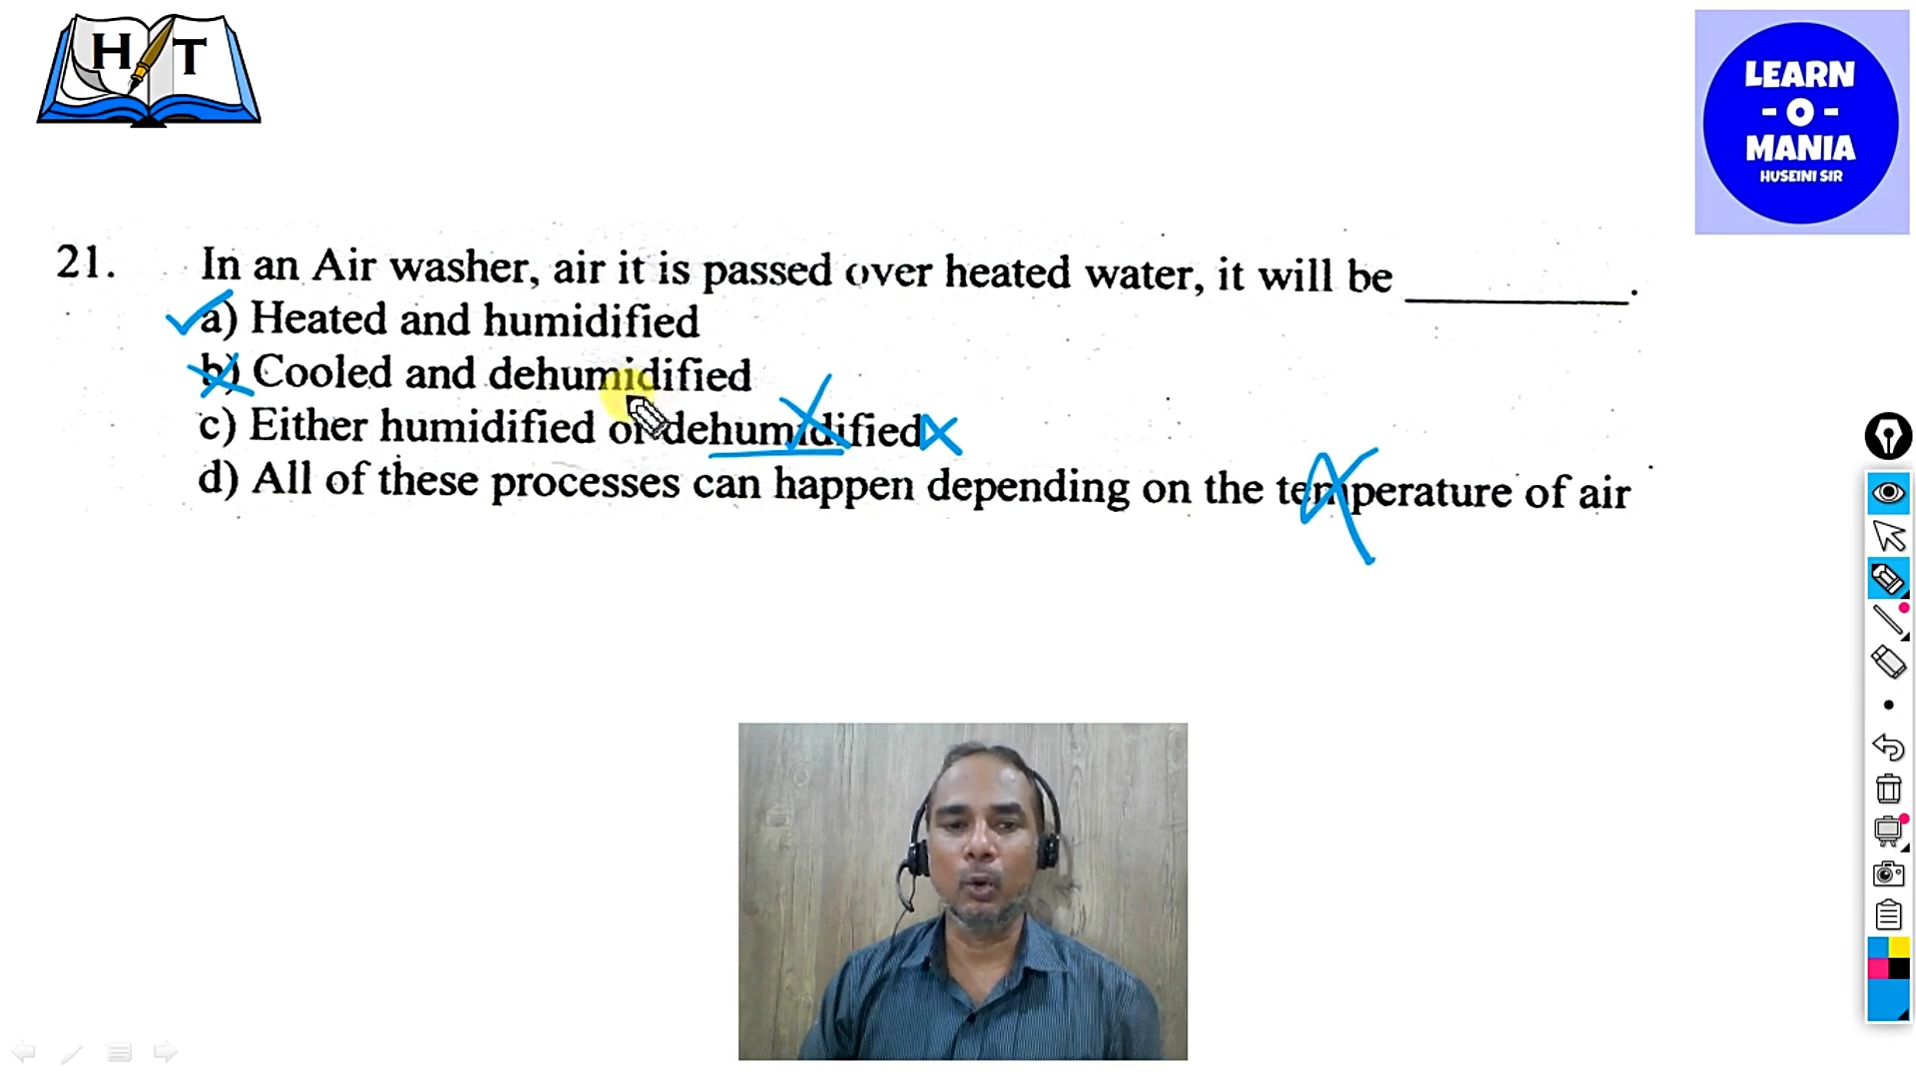 H T
LEARN
- O -
MANIA
HUSEINI SIR
21. In an Air washer, air it is passed over heated water, it will be __________.
a) Heated and humidified
b) Cooled and dehumidified
c) Either humidified or dehumidified
d) All of these processes can happen depending on the temperature of air